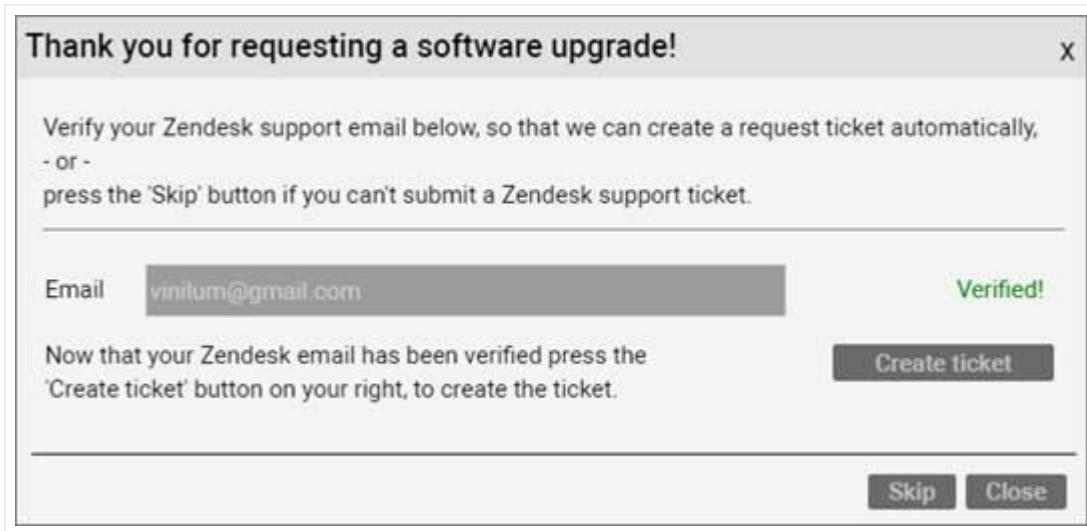 Thank you for requesting a software upgrade!
X
Verify your Zendesk support email below, so that we can create a request ticket automatically,
- or -
press the 'Skip' button if you can't submit a Zendesk support ticket.
Email
vinilum@gmail.com
Verified!
Now that your Zendesk email has been verified press the
'Create ticket' button on your right, to create the ticket.
Create ticket
Skip
Close